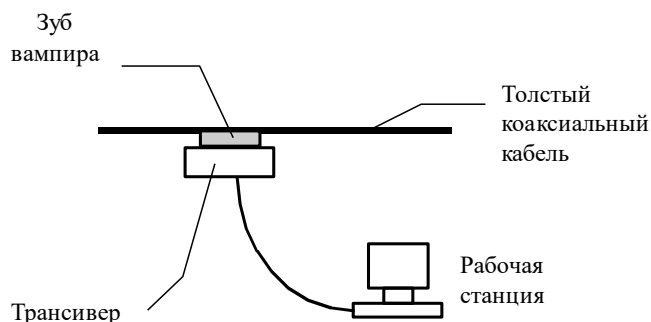 Зуб
вампира
Толстый
коаксиальный
кабель
Рабочая
станция
Трансивер